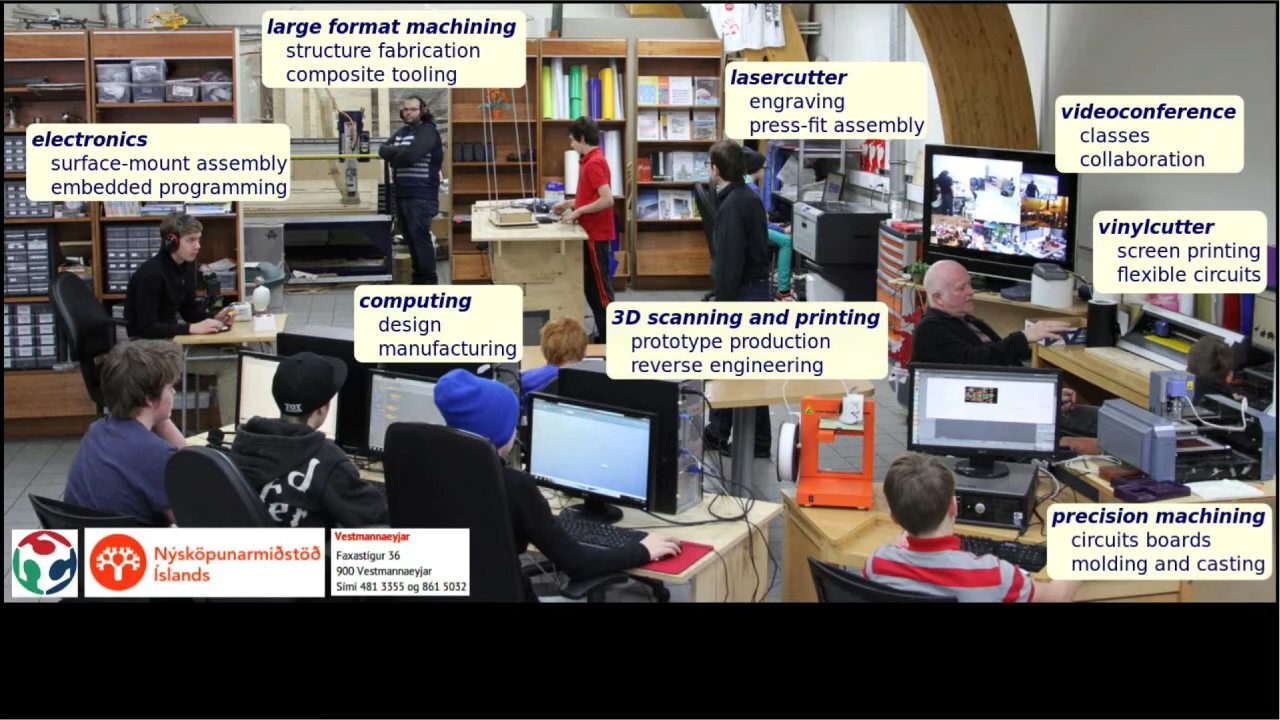 large format machining
structure fabrication
composite tooling
lasercutter
engraving
press-fit assembly
videoconference
classes
collaboration
electronics
surface-mount assembly
embedded programming
vinylcutter
screen printing
flexible circuits
computing
design
manufacturing
3D scanning and printing
prototype production
reverse engineering
precision machining
circuits boards
molding and casting
Nýsköpunarmiðstöð
Íslands
Vestmannaeyjar
Faxastígur 36
900 Vestmannaeyjar
Sími 481 3355 og 861 5032